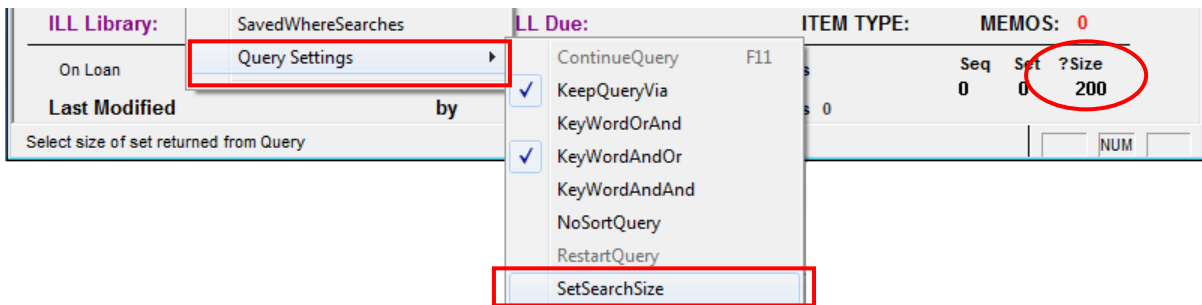 ILL Library: SavedWhereSearches LL Due: ITEM TYPE: MEMOS: 0
Query Settings ContinueQuery F11
On Loan s Seq Set ?Size
KeepQueryVia 0 0 200
Last Modified by KeyWordOrAnd s 0
Select size of set returned from Query KeyWordAndOr NUM
KeyWordAndAnd
NoSortQuery
RestartQuery
SetSearchSize